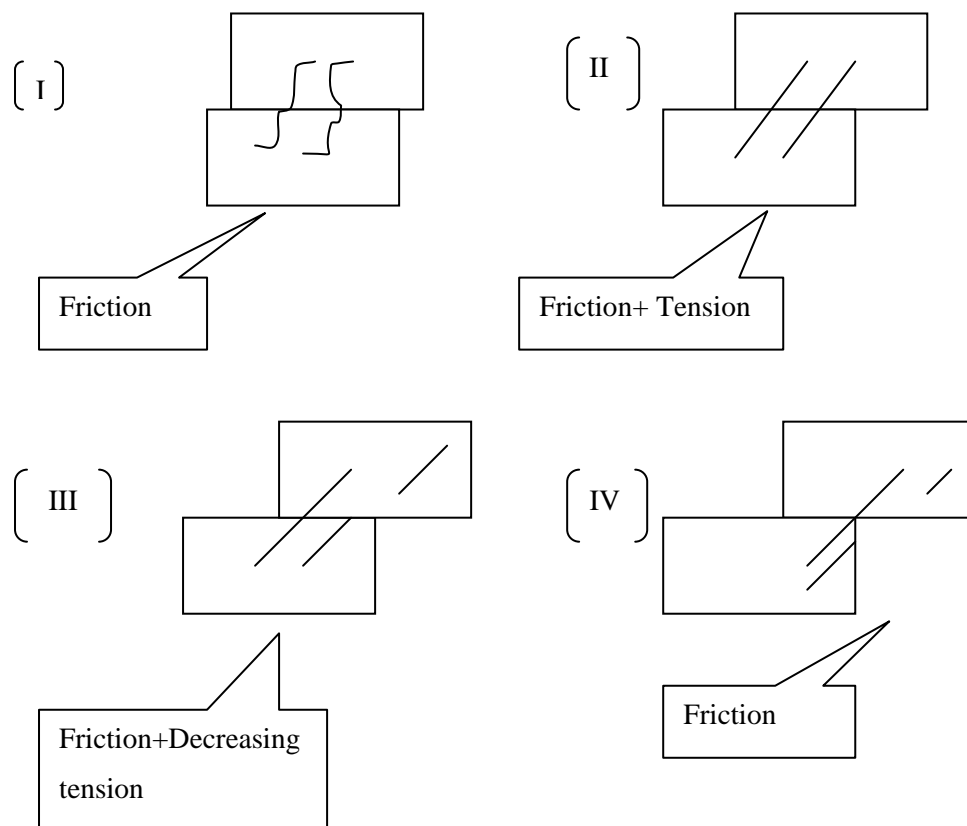 I
II
Friction
Friction+ Tension
III
IV
Friction+Decreasing
tension
Friction